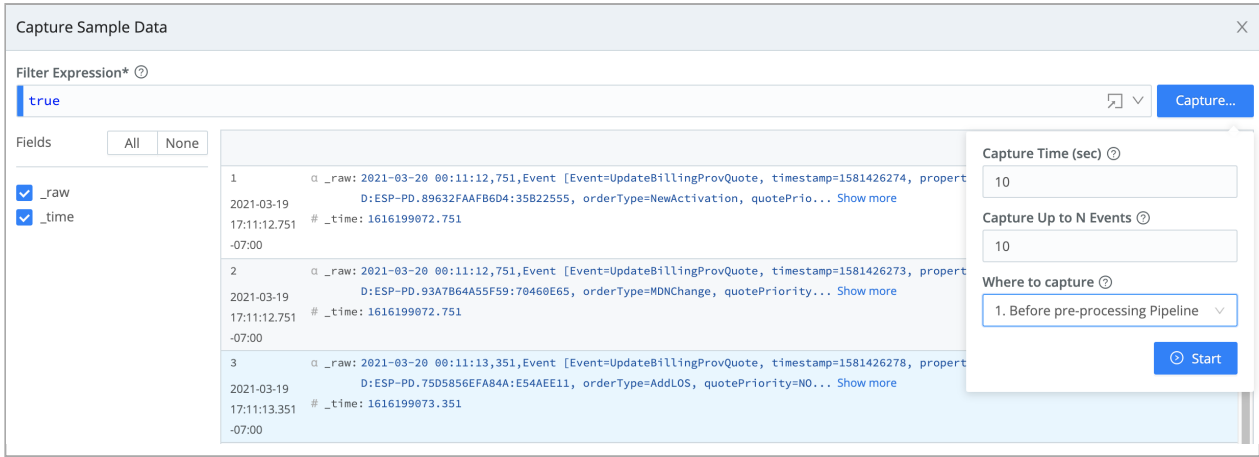 Capture Sample Data
Filter Expression*
true
Capture...
Fields
All
None
_raw
_time
1
2021-03-19
17:11:12.751
-07:00
α _raw: 2021-03-20 00:11:12,751,Event [Event=UpdateBillingProvQuote, timestamp=1581426274, propert
D:ESP-PD.89632FAAFB6D4:35B22555, orderType=NewActivation, quotePrio... Show more
# _time: 1616199072.751
2
2021-03-19
17:11:12.751
-07:00
α _raw: 2021-03-20 00:11:12,751,Event [Event=UpdateBillingProvQuote, timestamp=1581426273, propert
D:ESP-PD.93A7B64A55F59:70460E65, orderType=MDNChange, quotePriority... Show more
# _time: 1616199072.751
3
2021-03-19
17:11:13.351
-07:00
α _raw: 2021-03-20 00:11:13,351,Event [Event=UpdateBillingProvQuote, timestamp=1581426278, propert
D:ESP-PD.75D5856EFA84A:E54AEE11, orderType=AddLOS, quotePriority=NO... Show more
# _time: 1616199073.351
Capture Time (sec)
10
Capture Up to N Events
10
Where to capture
1. Before pre-processing Pipeline
Start